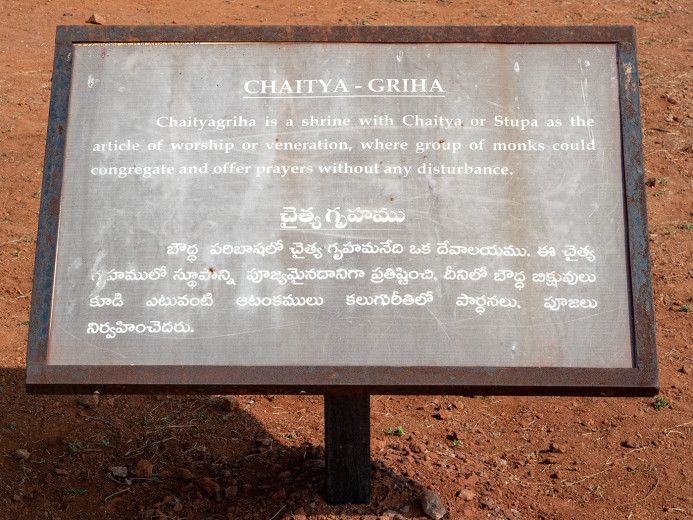 CHAITYA - GRIHA
Chaityagriha is a shrine with Chaitya or Stupa as the
article of worship or veneration, where group of monks could
congregate and offer prayers without any disturbance.
చైత్య గృహము
బౌద్ధ పరిబాషలో చైత్య గృహమనేది ఒక దేవాలయము. ఈ చైత్య
గృహములో స్థూపాన్ని పూజ్యమైనదానిగా ప్రతిష్టించి, దీనిలో బౌద్ధ బిక్షువులు
కూడి ఎటువంటి ఆటంకములు కలుగురీతిలో పార్ధనలు, పూజలు
నిర్వహించెదరు.